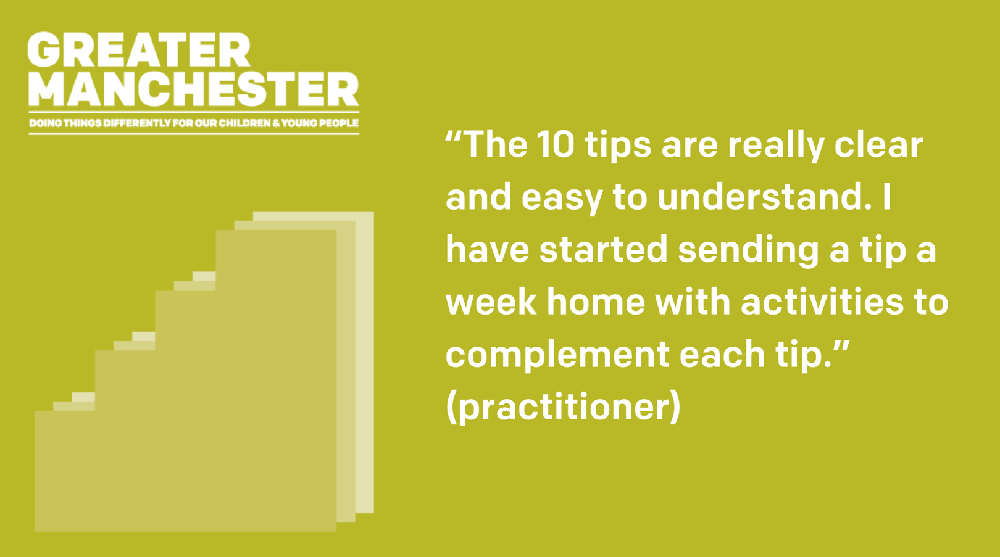 GREATER
MANCHESTER
DOING THINGS DIFFERENTLY FOR OUR CHILDREN & YOUNG PEOPLE
“The 10 tips are really clear
and easy to understand. I
have started sending a tip a
week home with activities to
complement each tip.”
(practitioner)